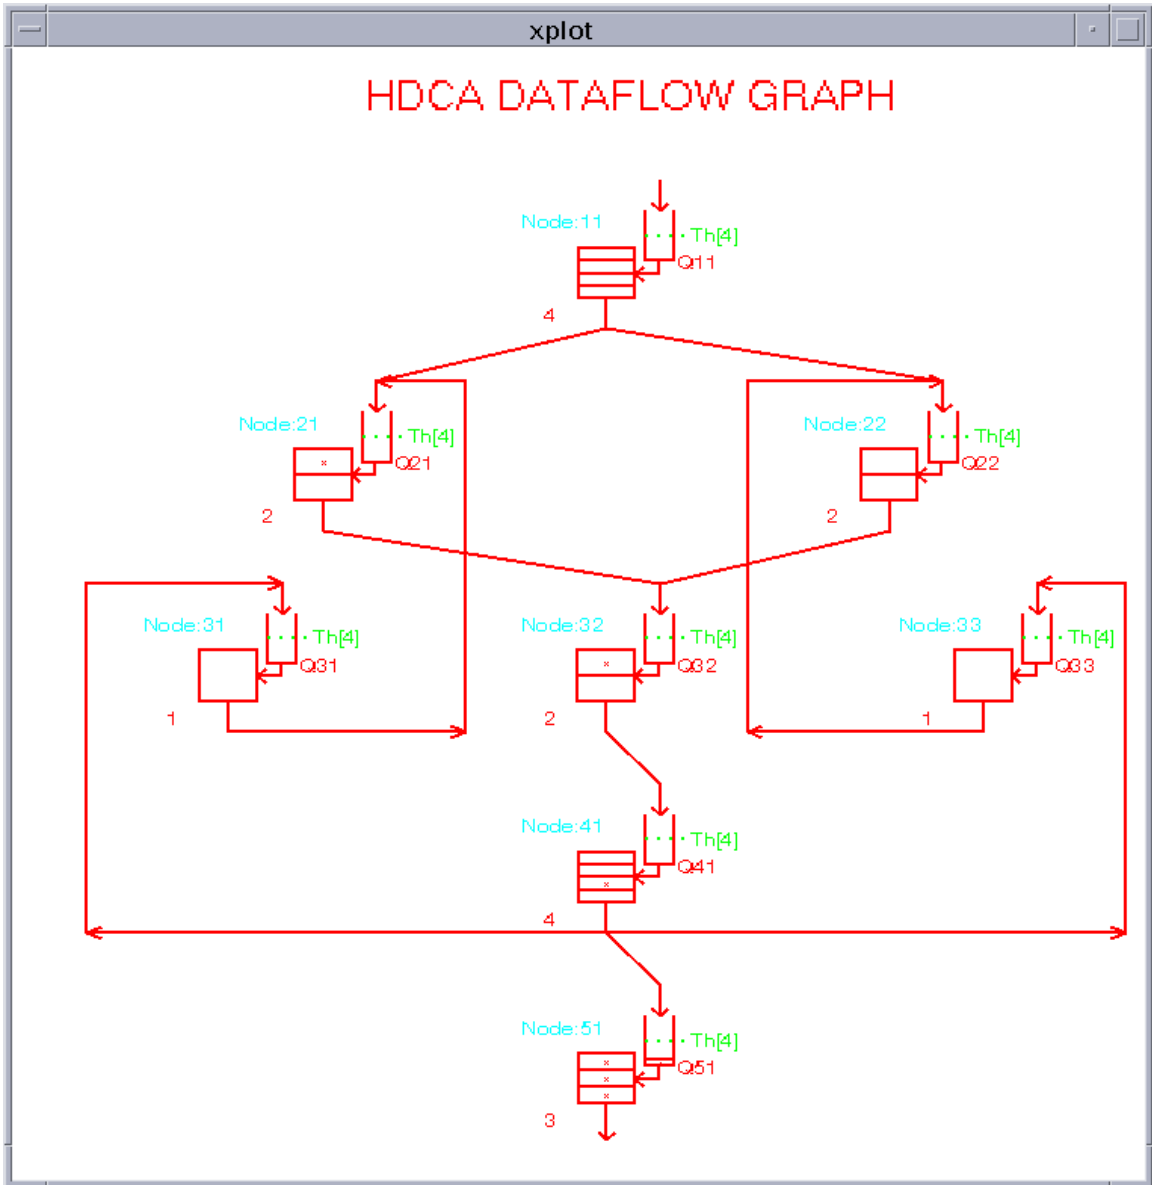 xplot
HDCA DATAFLOW GRAPH
Node:11
Th[4]
Q11
4
Node:21
Th[4]
Q21
2
Node:22
Th[4]
Q22
2
Node:31
Th[4]
Q31
1
Node:32
Th[4]
Q32
2
Node:33
Th[4]
Q33
1
Node:41
Th[4]
Q41
4
Node:51
Th[4]
Q51
3